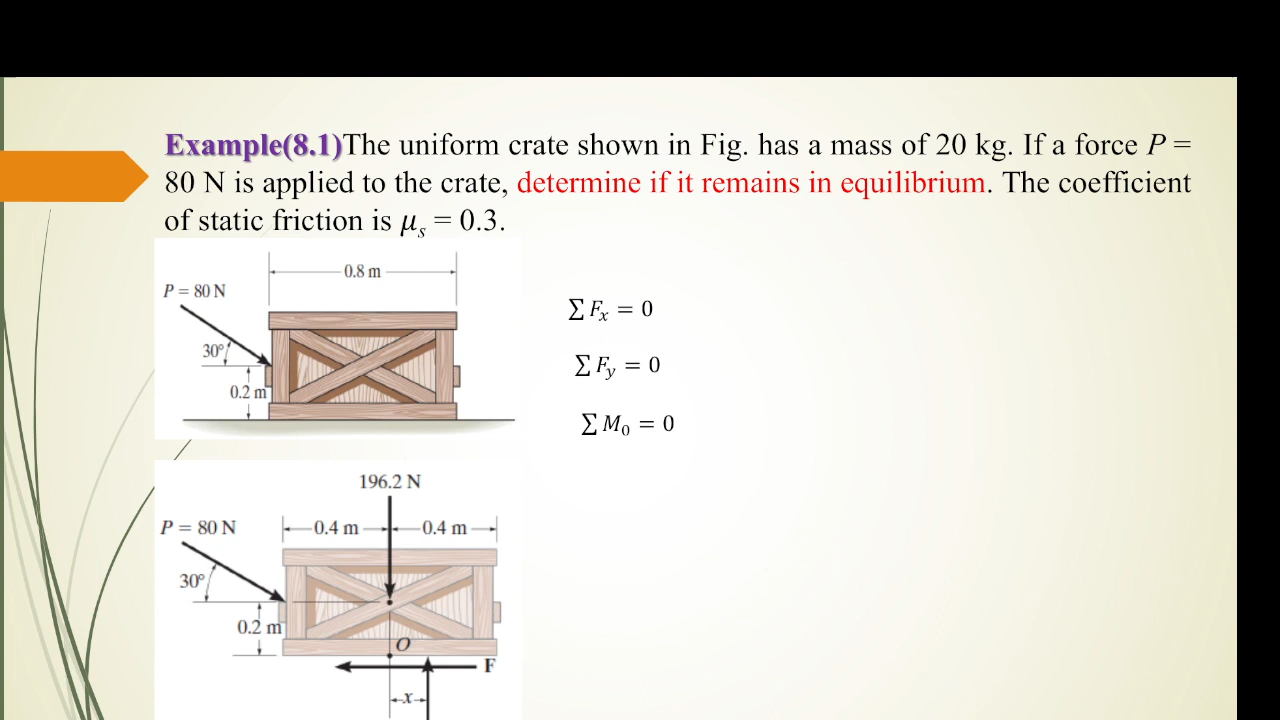 Example(8.1)The uniform crate shown in Fig. has a mass of 20 kg. If a force P =
80 N is applied to the crate, determine if it remains in equilibrium. The coefficient
of static friction is μₛ = 0.3.
0.8 m
P = 80 N
30°
0.2 m
∑ Fₓ = 0
∑ F_y = 0
∑ M₀ = 0
196.2 N
P = 80 N
0.4 m
0.4 m
30°
0.2 m
O
F
x